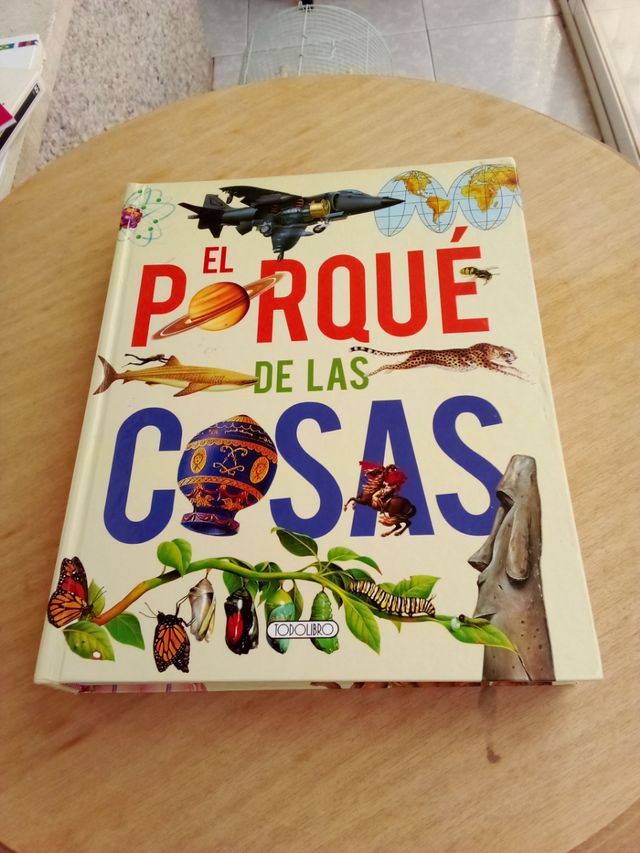 EL
PORQUÉ
DE LAS
COSAS
TODOLIBRO